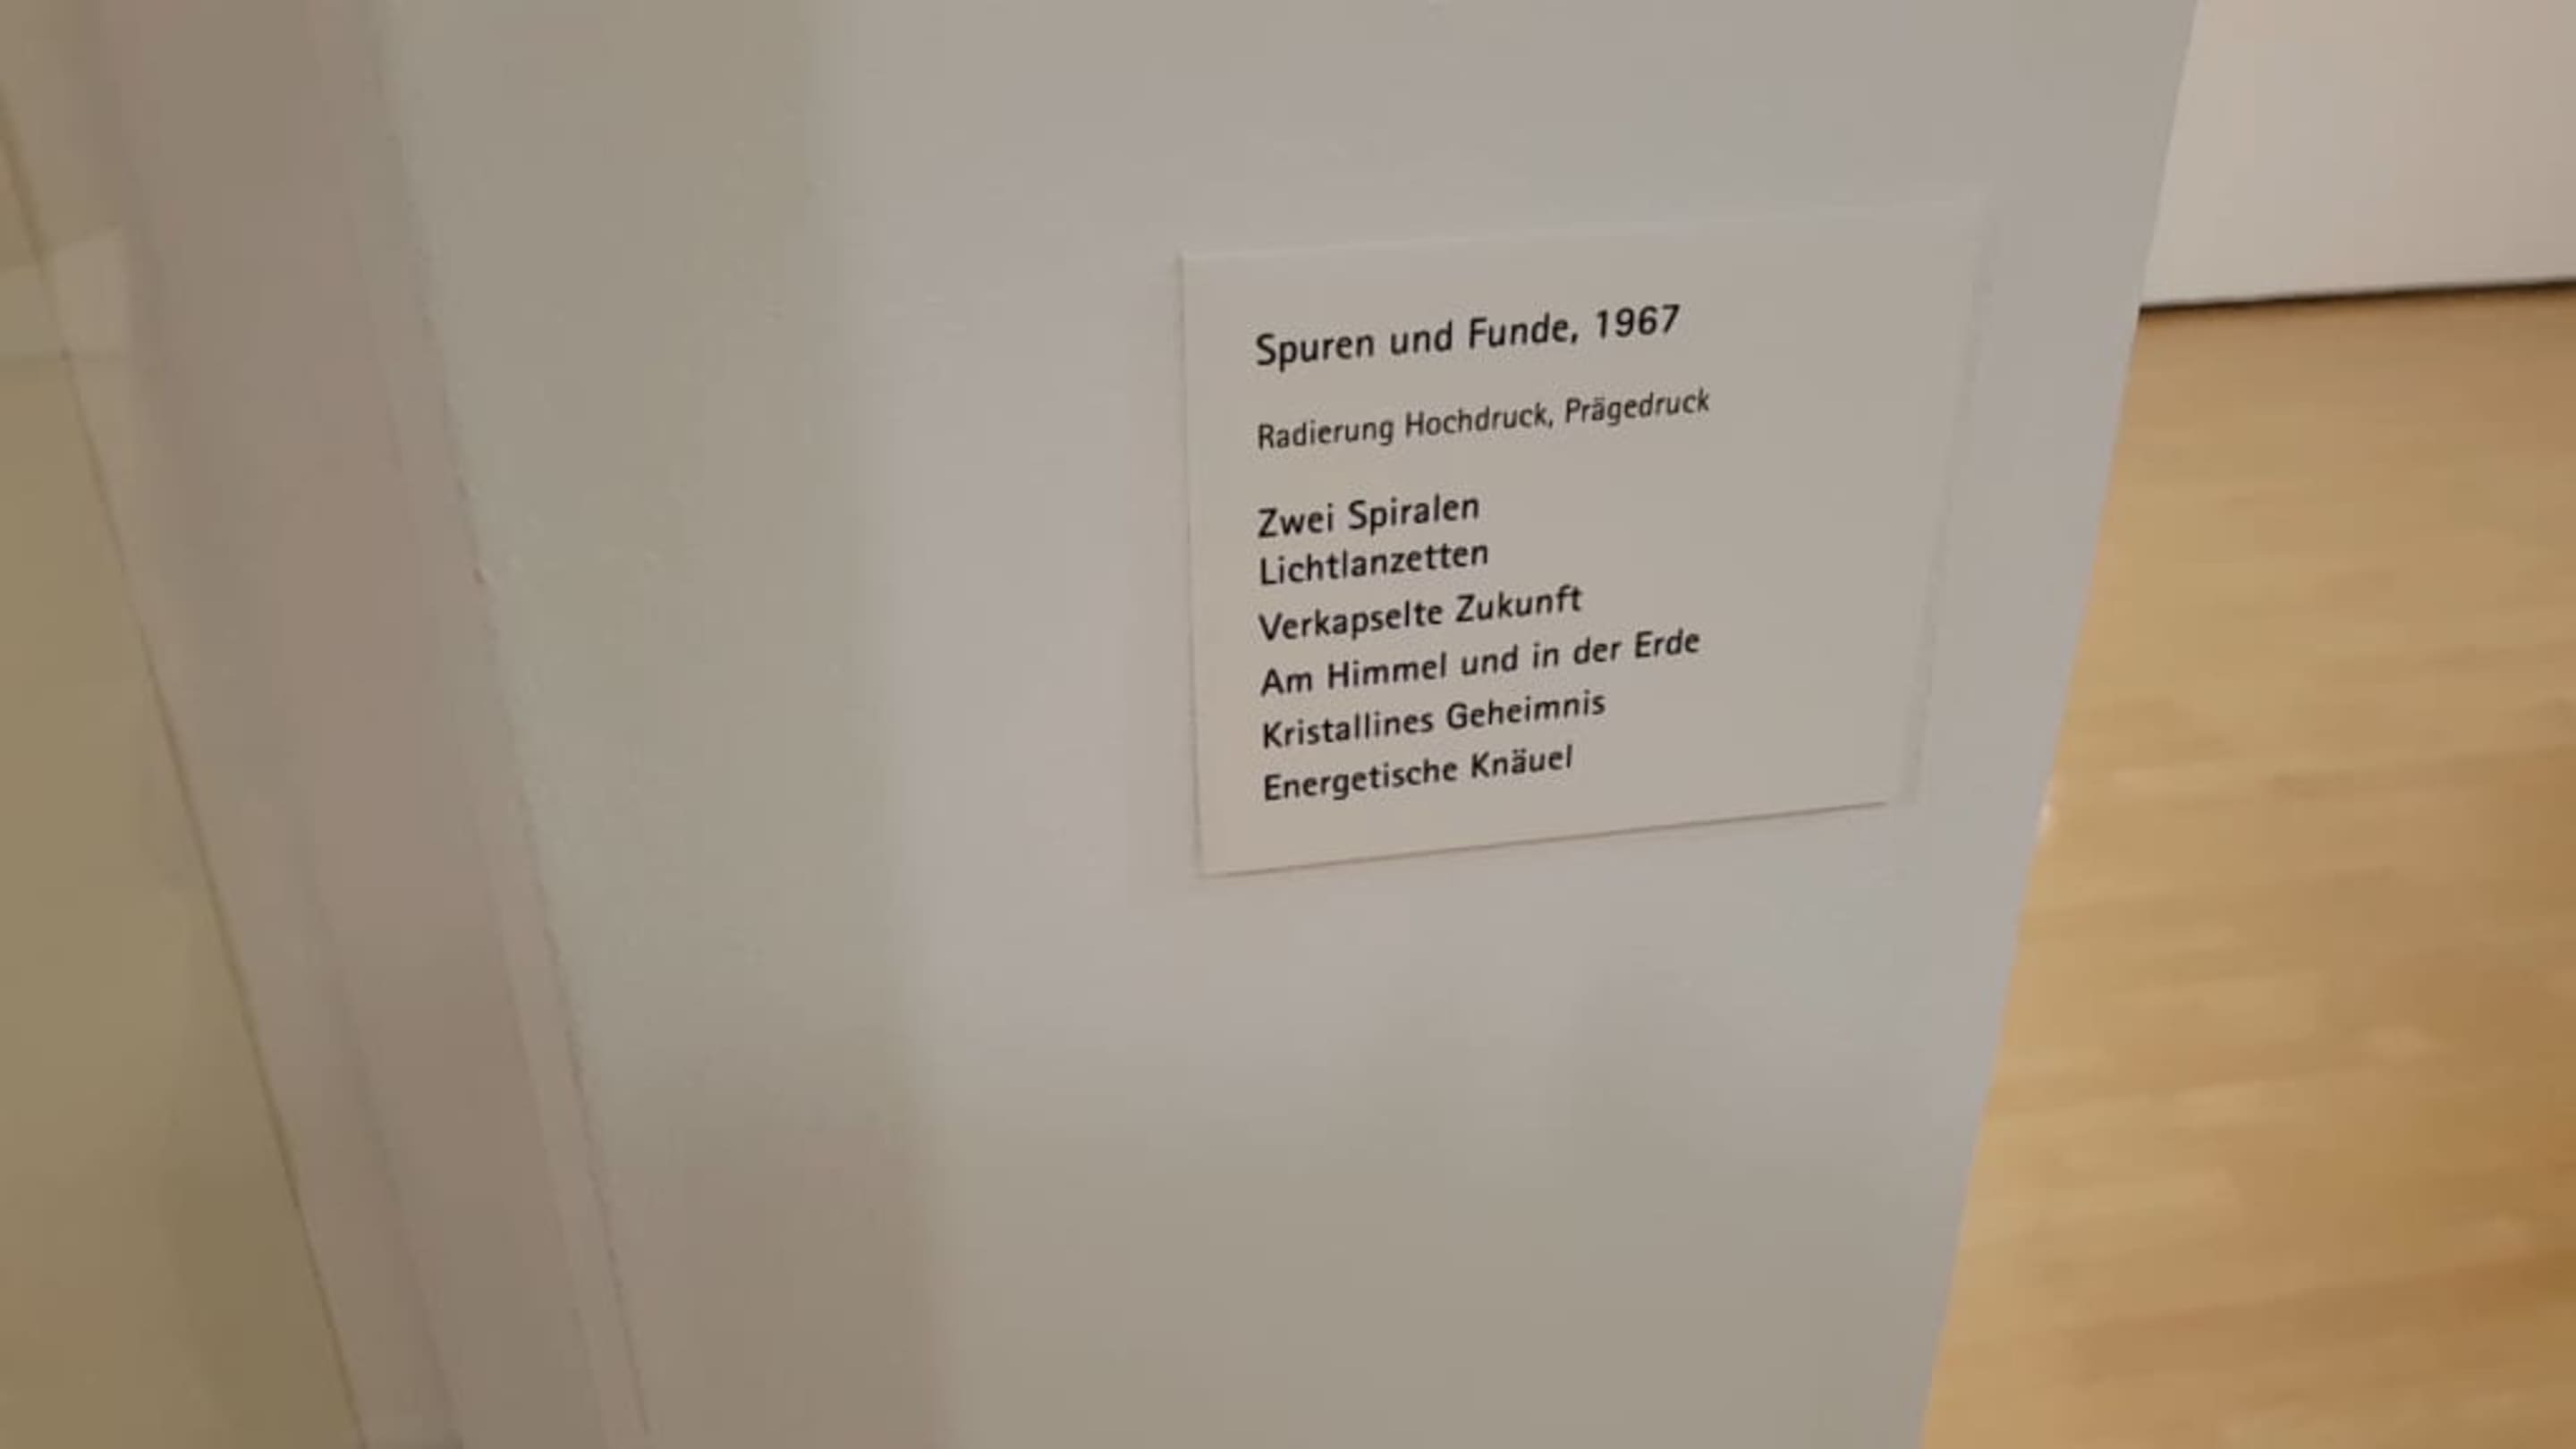 Spuren und Funde, 1967
Radierung Hochdruck, Prägedruck
Zwei Spiralen
Lichtlanzetten
Verkapselte Zukunft
Am Himmel und in der Erde
Kristallines Geheimnis
Energetische Knäuel